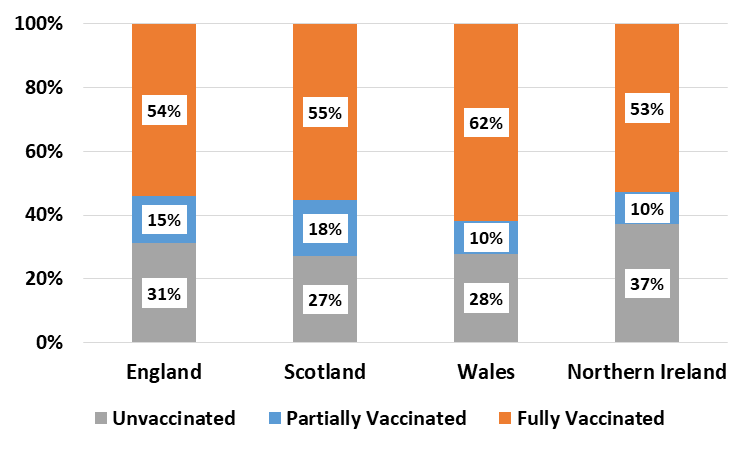 100%
80%
60%
40%
20%
0%
54% 55% 62% 53%
15% 18% 10% 10%
31% 27% 28% 37%
England Scotland Wales Northern Ireland
Unvaccinated Partially Vaccinated Fully Vaccinated